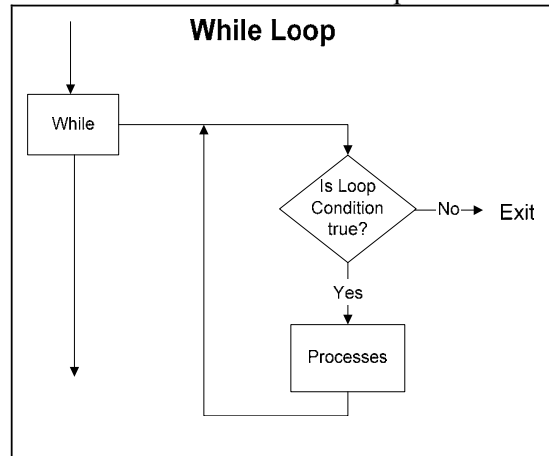 While Loop
While
Is Loop
Condition
true?
No
Exit
Yes
Processes